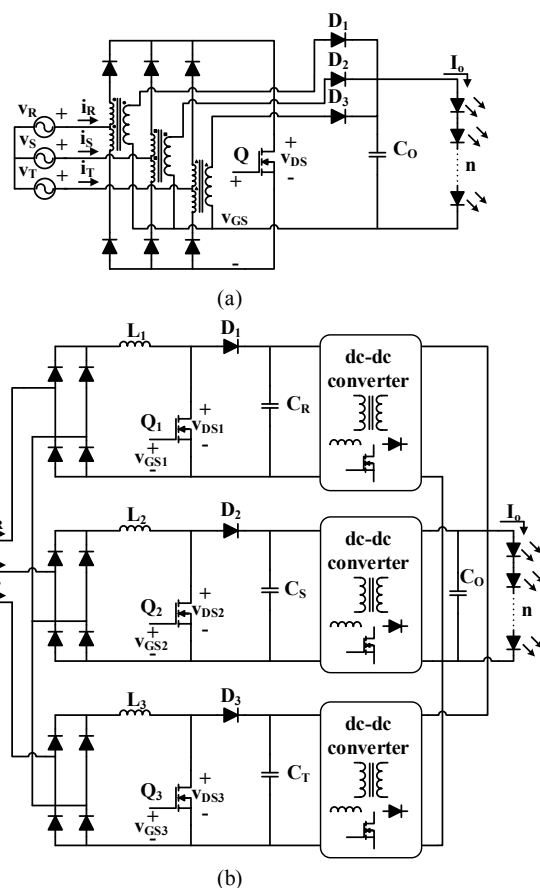 D1
D2
Io
D3
vR + iR
vS + iS
vT + iT
Q
+
vDS
-
+
CO
n
vGS
-
(a)
L1
D1
dc-dc
converter
Q1
+
vDS1
-
+
vGS1
-
CR
L2
D2
Io
dc-dc
converter
Q2
+
vDS2
-
+
vGS2
-
CS
CO
n
L3
D3
dc-dc
converter
Q3
+
vDS3
-
+
vGS3
-
CT
(b)